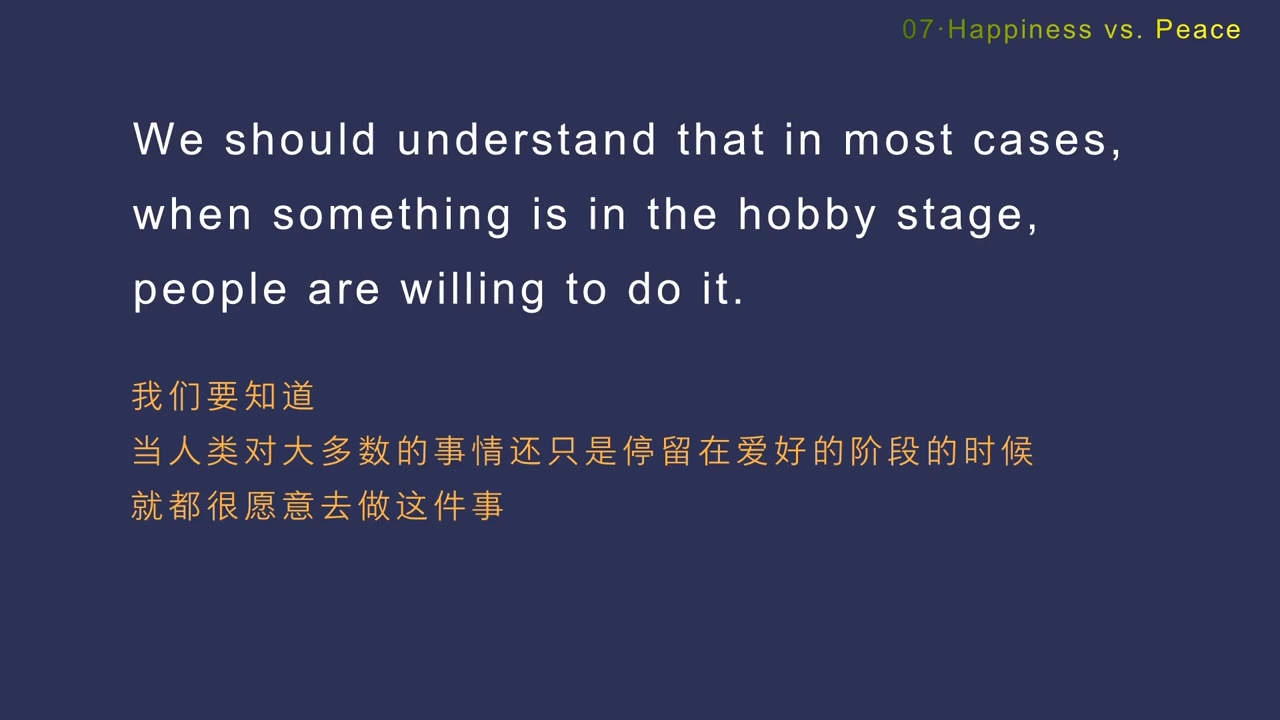 07·Happiness vs. Peace
We should understand that in most cases,
when something is in the hobby stage,
people are willing to do it.
我们要知道
当人类对大多数的事情还只是停留在爱好的阶段的时候
就都很愿意去做这件事